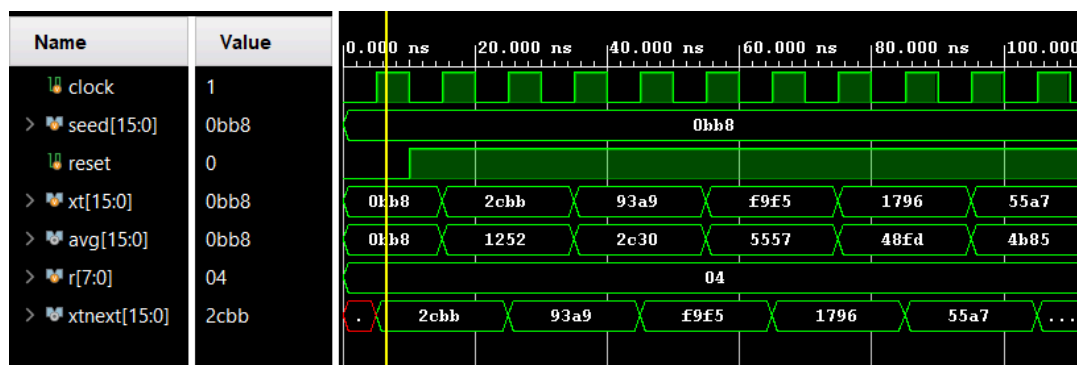 Name Value 0.000 ns 20.000 ns 40.000 ns 60.000 ns 80.000 ns 100.000
clock 1
seed[15:0] 0bb8 0bb8
reset 0
xt[15:0] 0bb8 0bb8 2cbb 93a9 f9f5 1796 55a7
avg[15:0] 0bb8 0bb8 1252 2c30 5557 48fd 4b85
r[7:0] 04 04
xtnext[15:0] 2cbb . 2cbb 93a9 f9f5 1796 55a7 ...